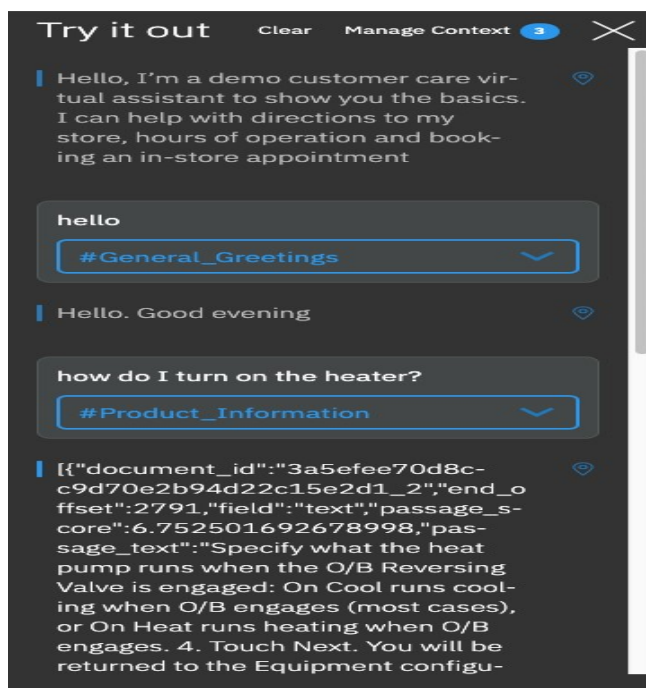 Try it out Clear Manage Context 3
Hello, I'm a demo customer care vir-
tual assistant to show you the basics.
I can help with directions to my
store, hours of operation and book-
ing an in-store appointment
hello
#General_Greetings
Hello. Good evening
how do I turn on the heater?
#Product_Information
[{"document_id":"3a5efee70d8c-
c9d70e2b94d22c15e2d1_2","end_o
ffset":2791,"field":"text","passage_s-
core":6.752501692678998,"pas-
sage_text":"Specify what the heat
pump runs when the O/B Reversing
Valve is engaged: On Cool runs cool-
ing when O/B engages (most cases),
or On Heat runs heating when O/B
engages. 4. Touch Next. You will be
returned to the Equipment configu-